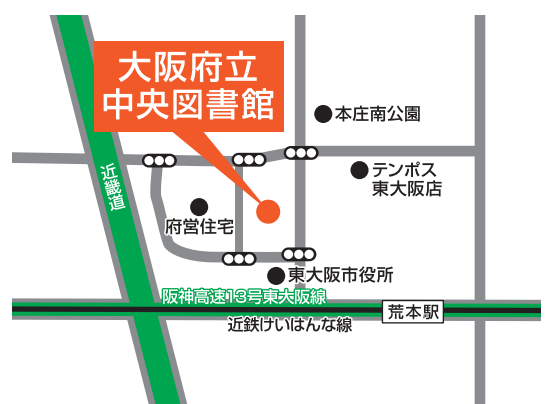 大阪府立
中央図書館
本庄南公園
テンポス
東大阪店
近畿道
府営住宅
東大阪市役所
阪神高速13号東大阪線
荒本駅
近鉄けいはんな線